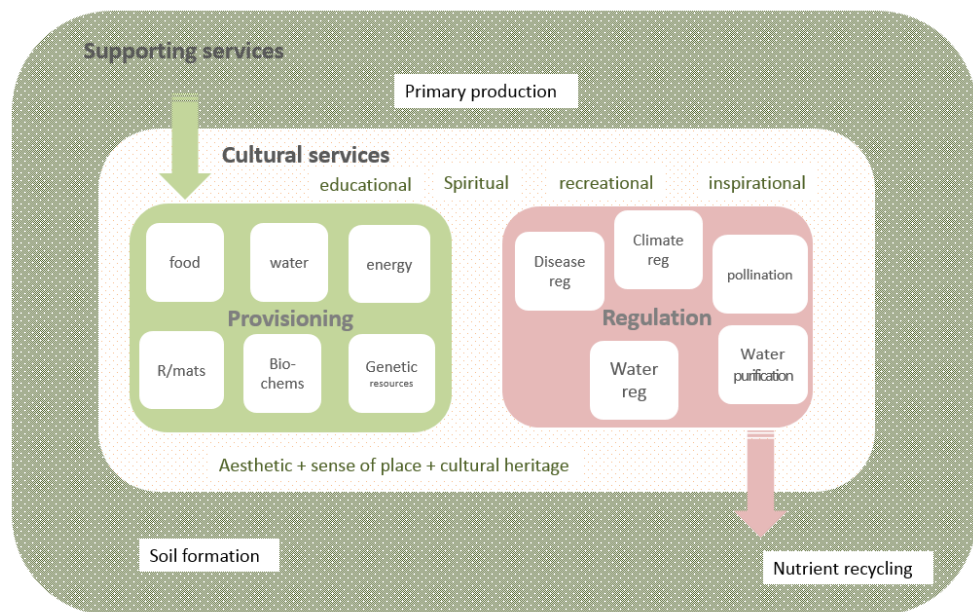 Supporting services
Primary production
Cultural services
educational
Spiritual
recreational
inspirational
food
water
energy
Provisioning
R/mats
Bio-
chems
Genetic
resources
Disease
reg
Climate
reg
pollination
Regulation
Water
reg
Water
purification
Aesthetic + sense of place + cultural heritage
Soil formation
Nutrient recycling